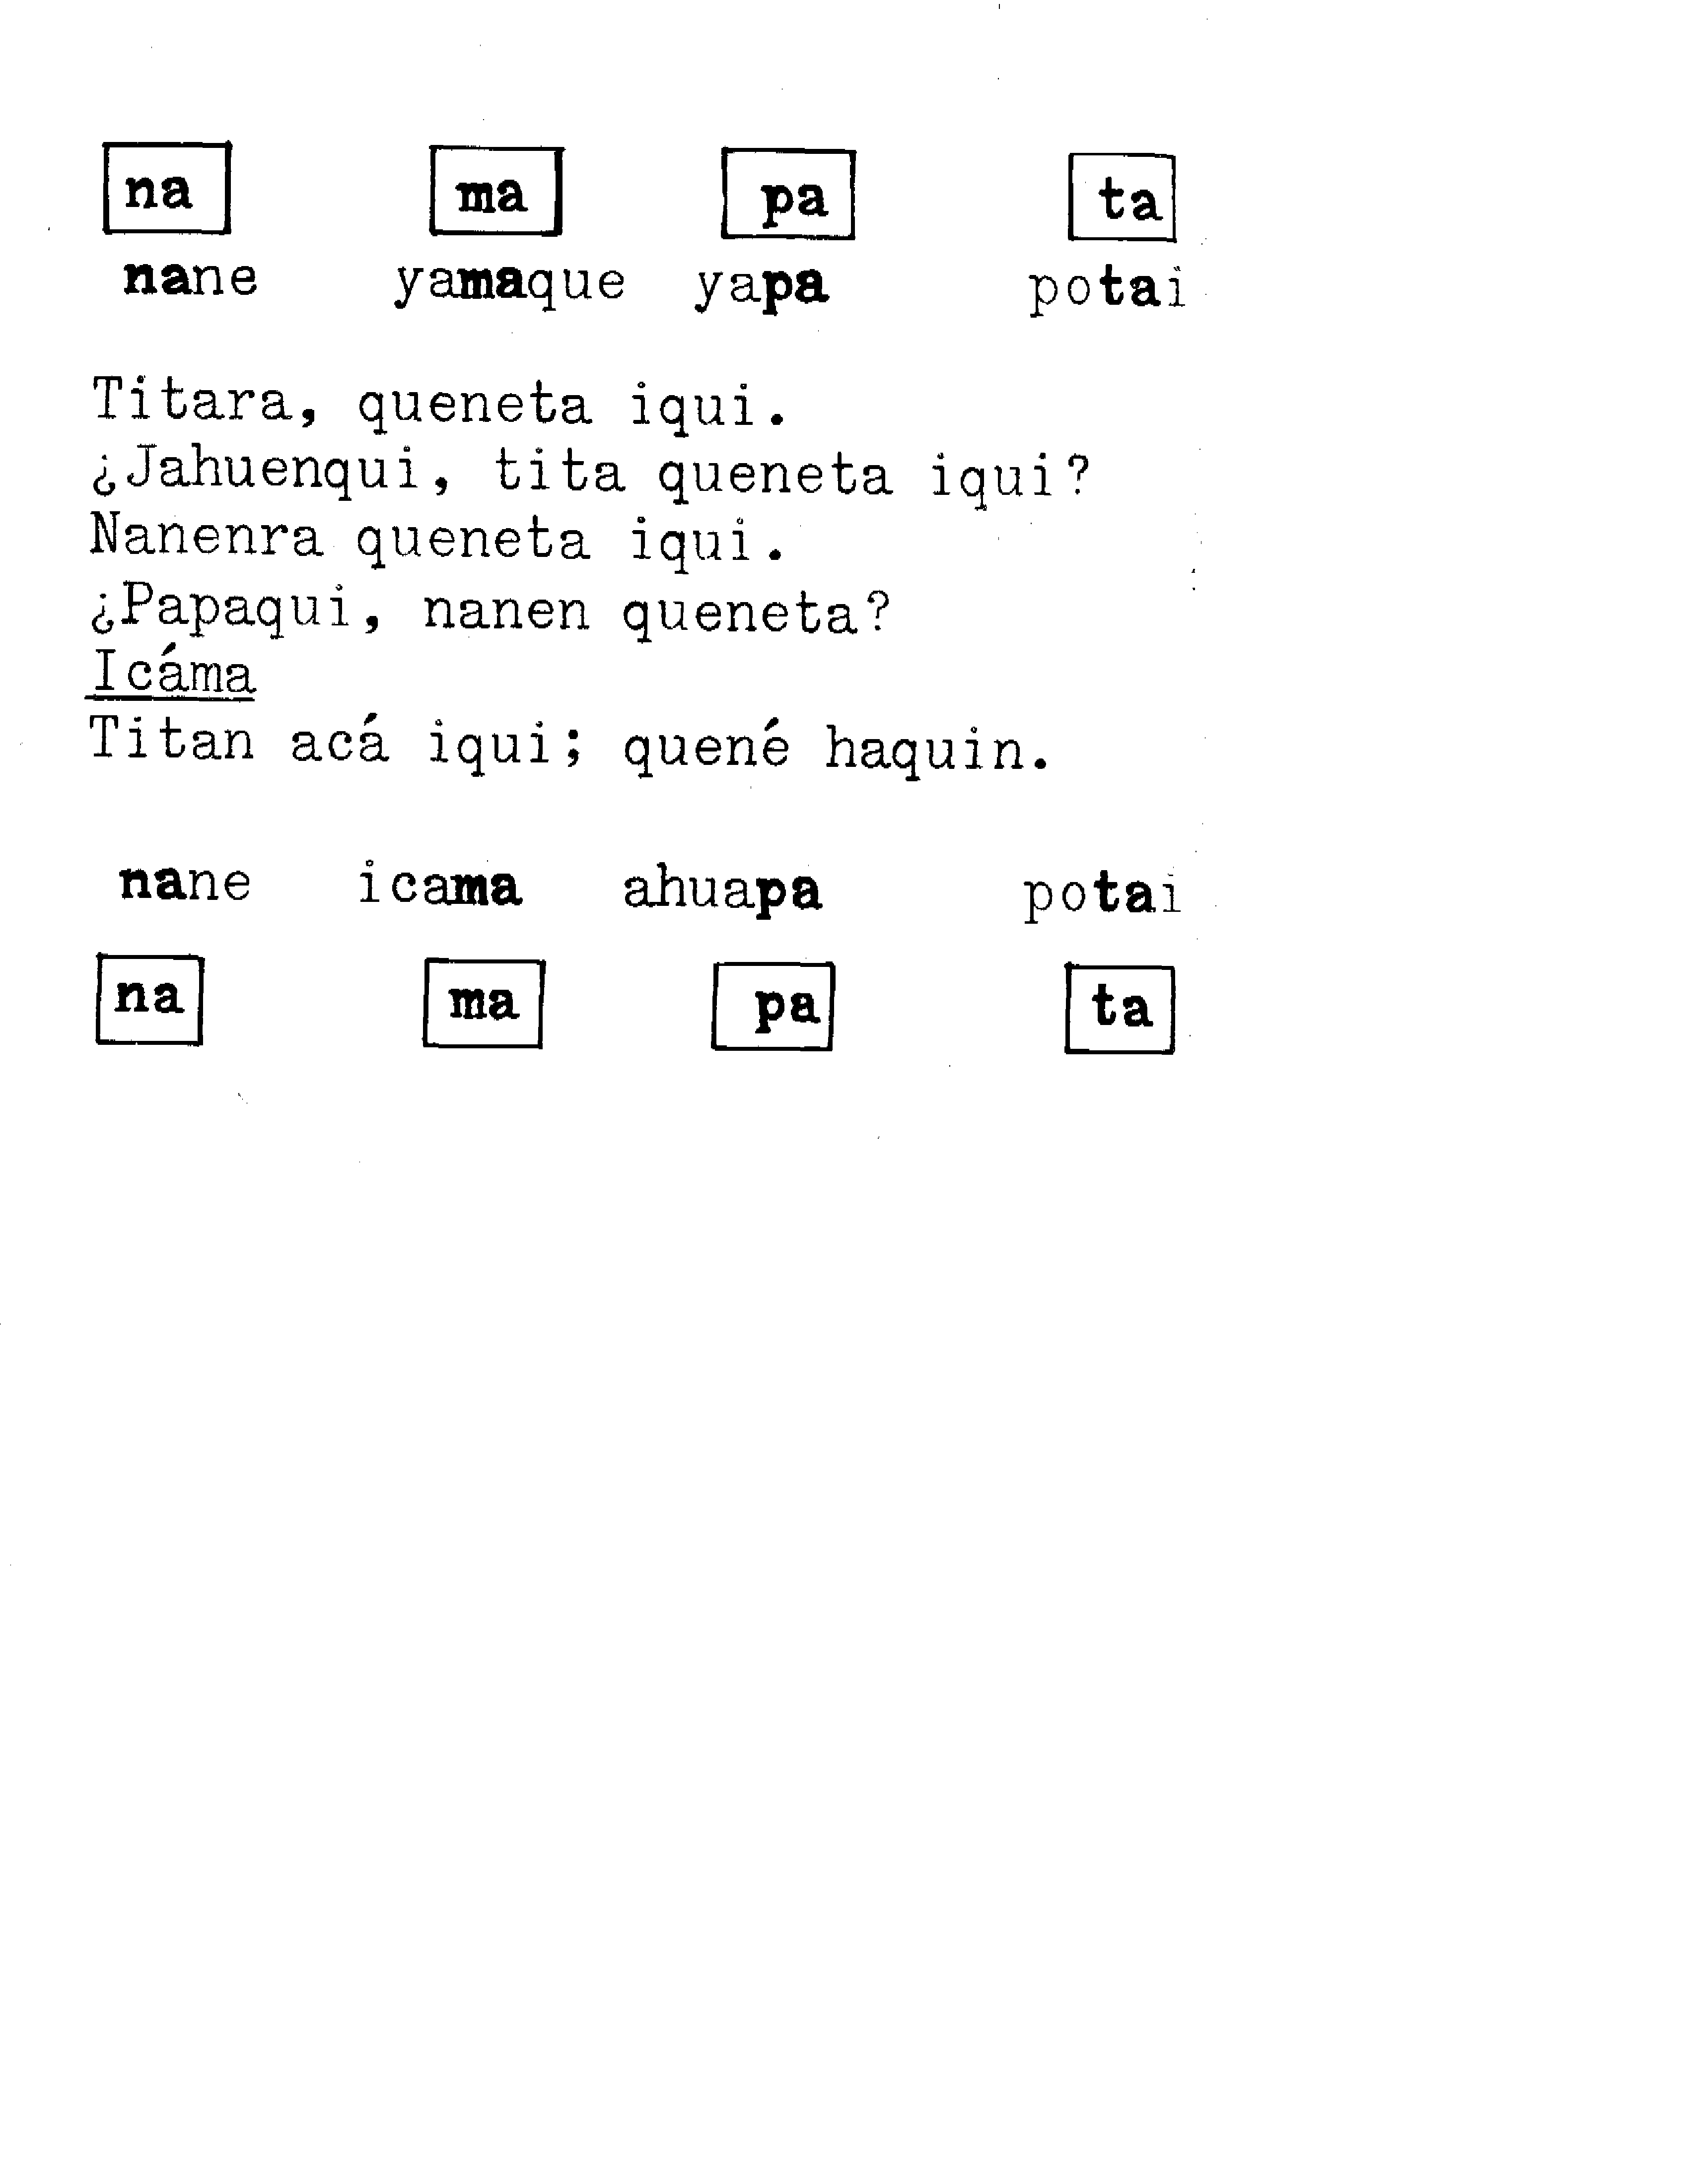 na ma pa ta
nane yamaque yapa potai
Titara, queneta iqui.
¿Jahuenqui, tita queneta iqui?
Nanenra queneta iqui.
¿Papaqui, nanen queneta?
Icáma
Titan acá iqui; quené haquin.
nane icama ahuapa potai
na ma pa ta